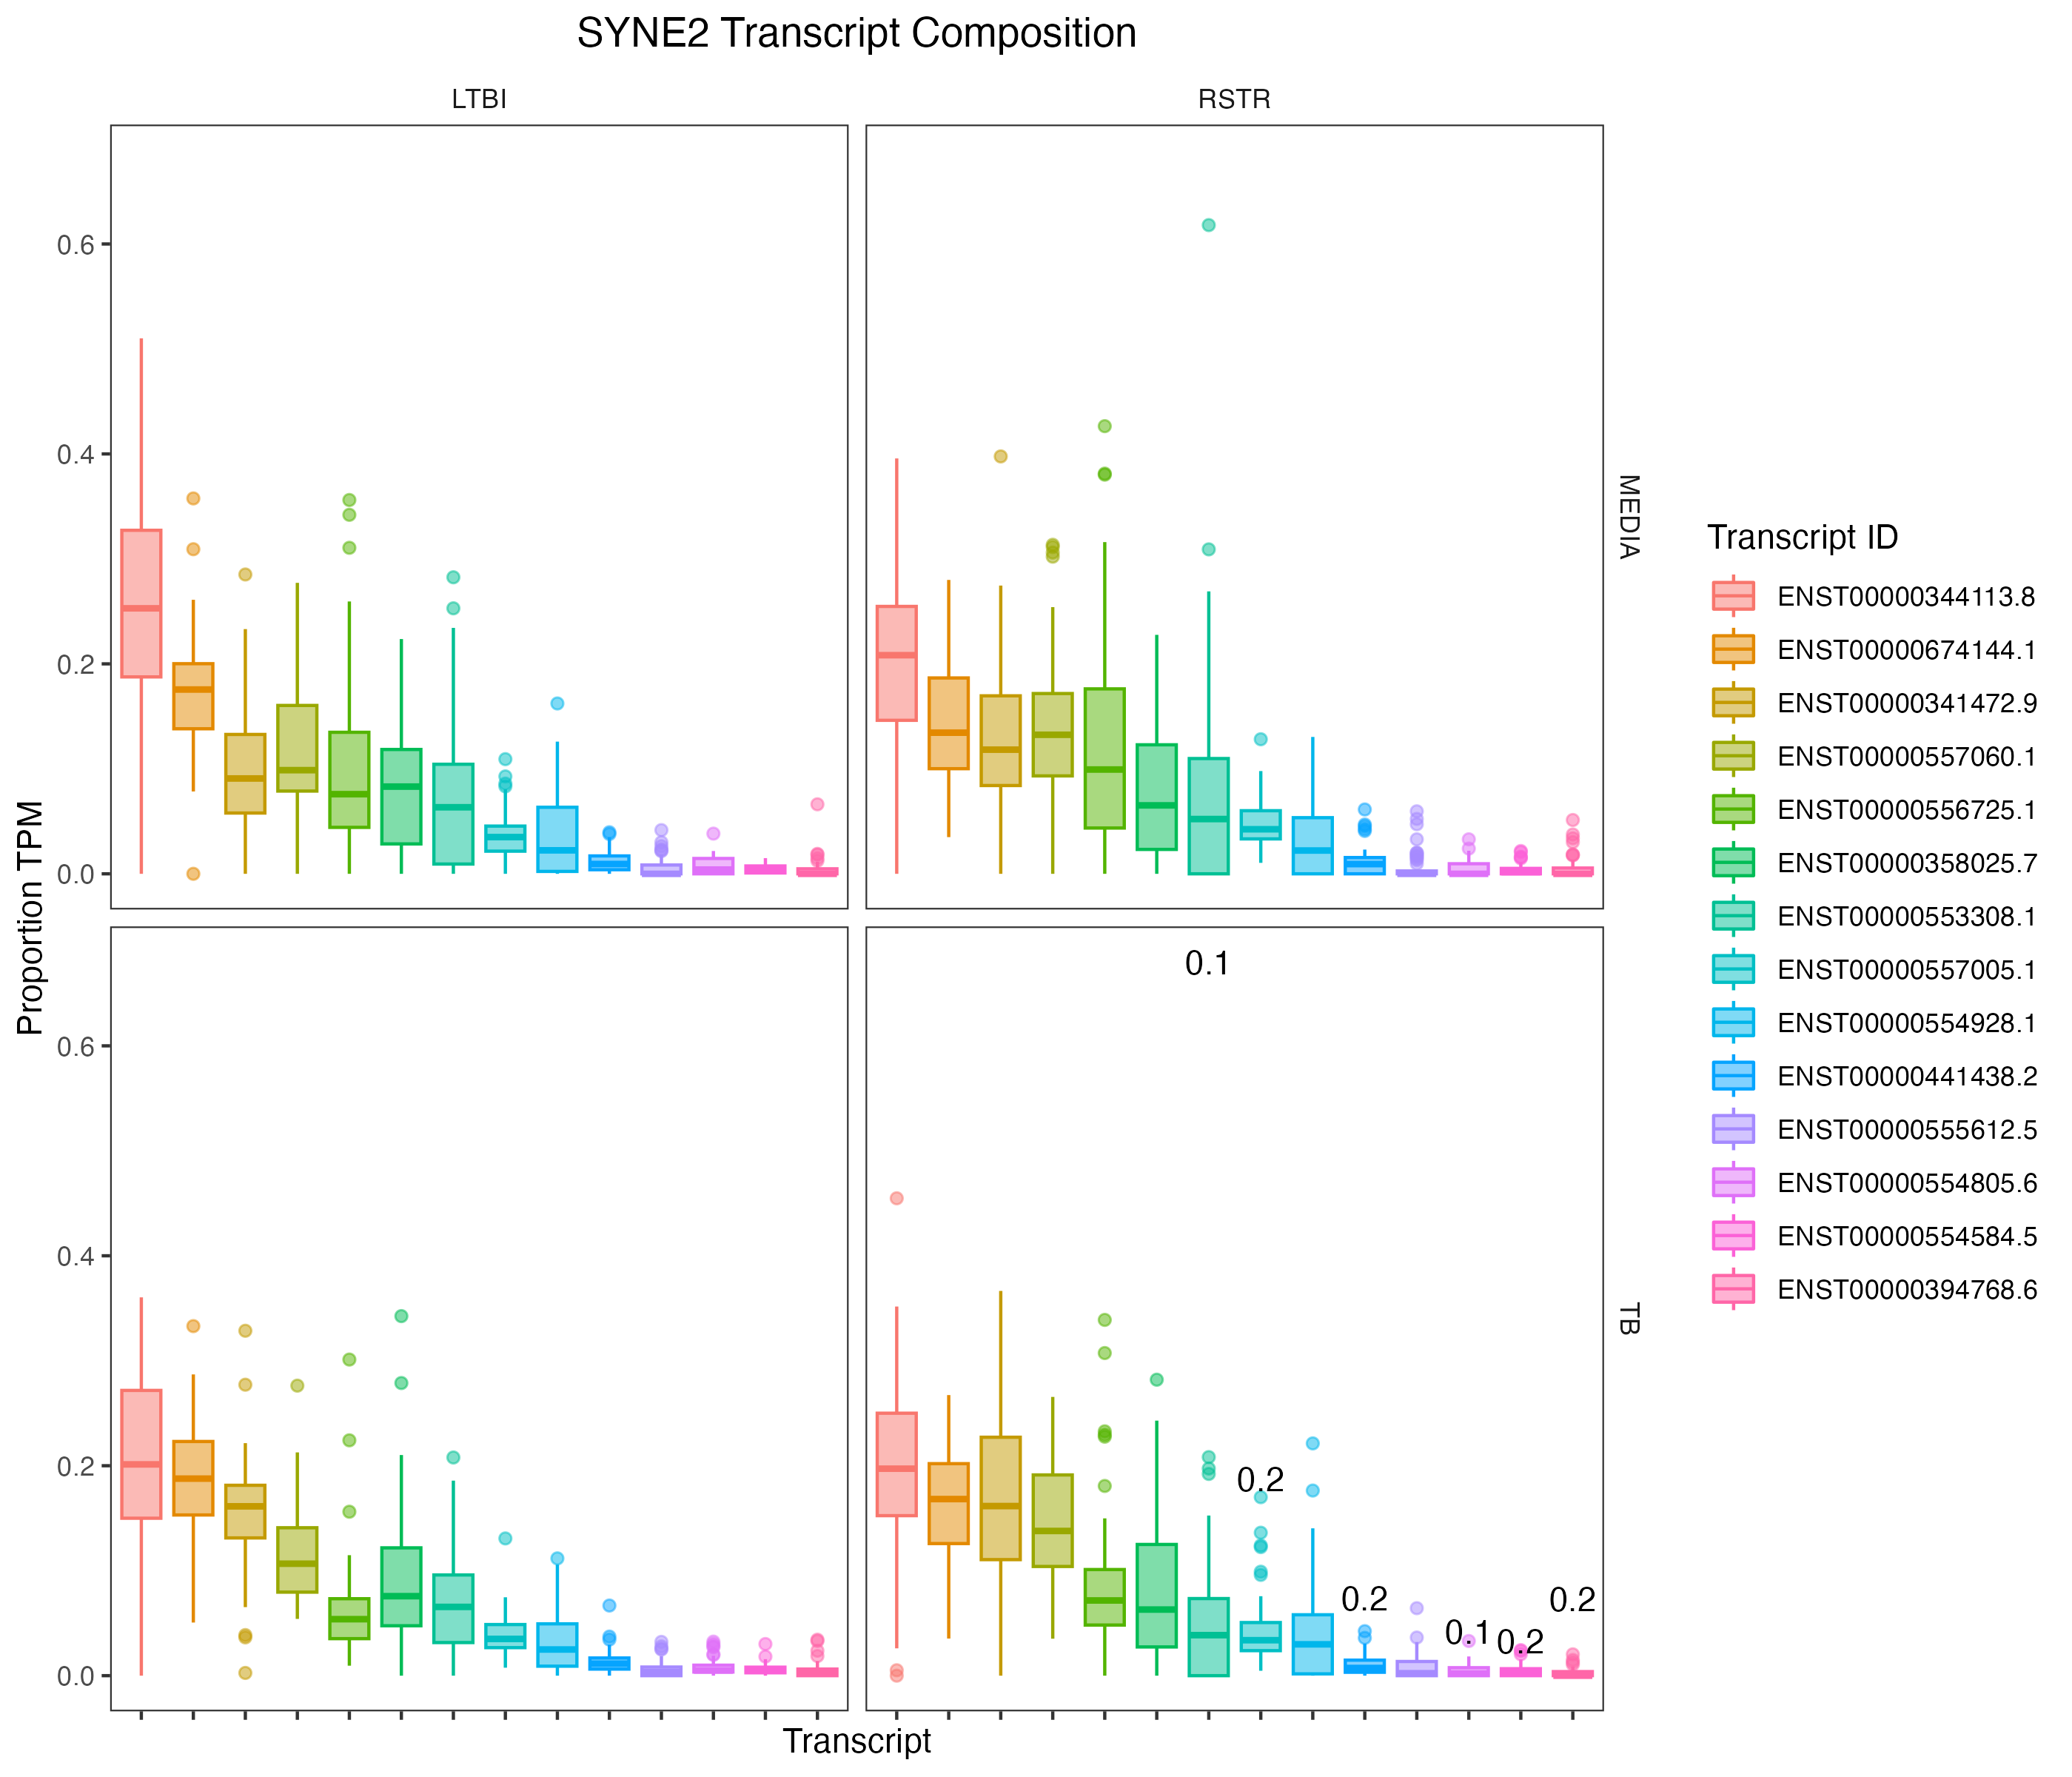 SYNE2 Transcript Composition
LTBI
RSTR
0.6
0.4
0.2
0.0
MEDIA
0.1
0.6
0.4
0.2
0.0
0.2
0.2
0.1
0.2
0.2
TB
Proportion TPM
Transcript
Transcript ID
ENST00000344113.8
ENST00000674144.1
ENST00000341472.9
ENST00000557060.1
ENST00000556725.1
ENST00000358025.7
ENST00000553308.1
ENST00000557005.1
ENST00000554928.1
ENST00000441438.2
ENST00000555612.5
ENST00000554805.6
ENST00000554584.5
ENST00000394768.6